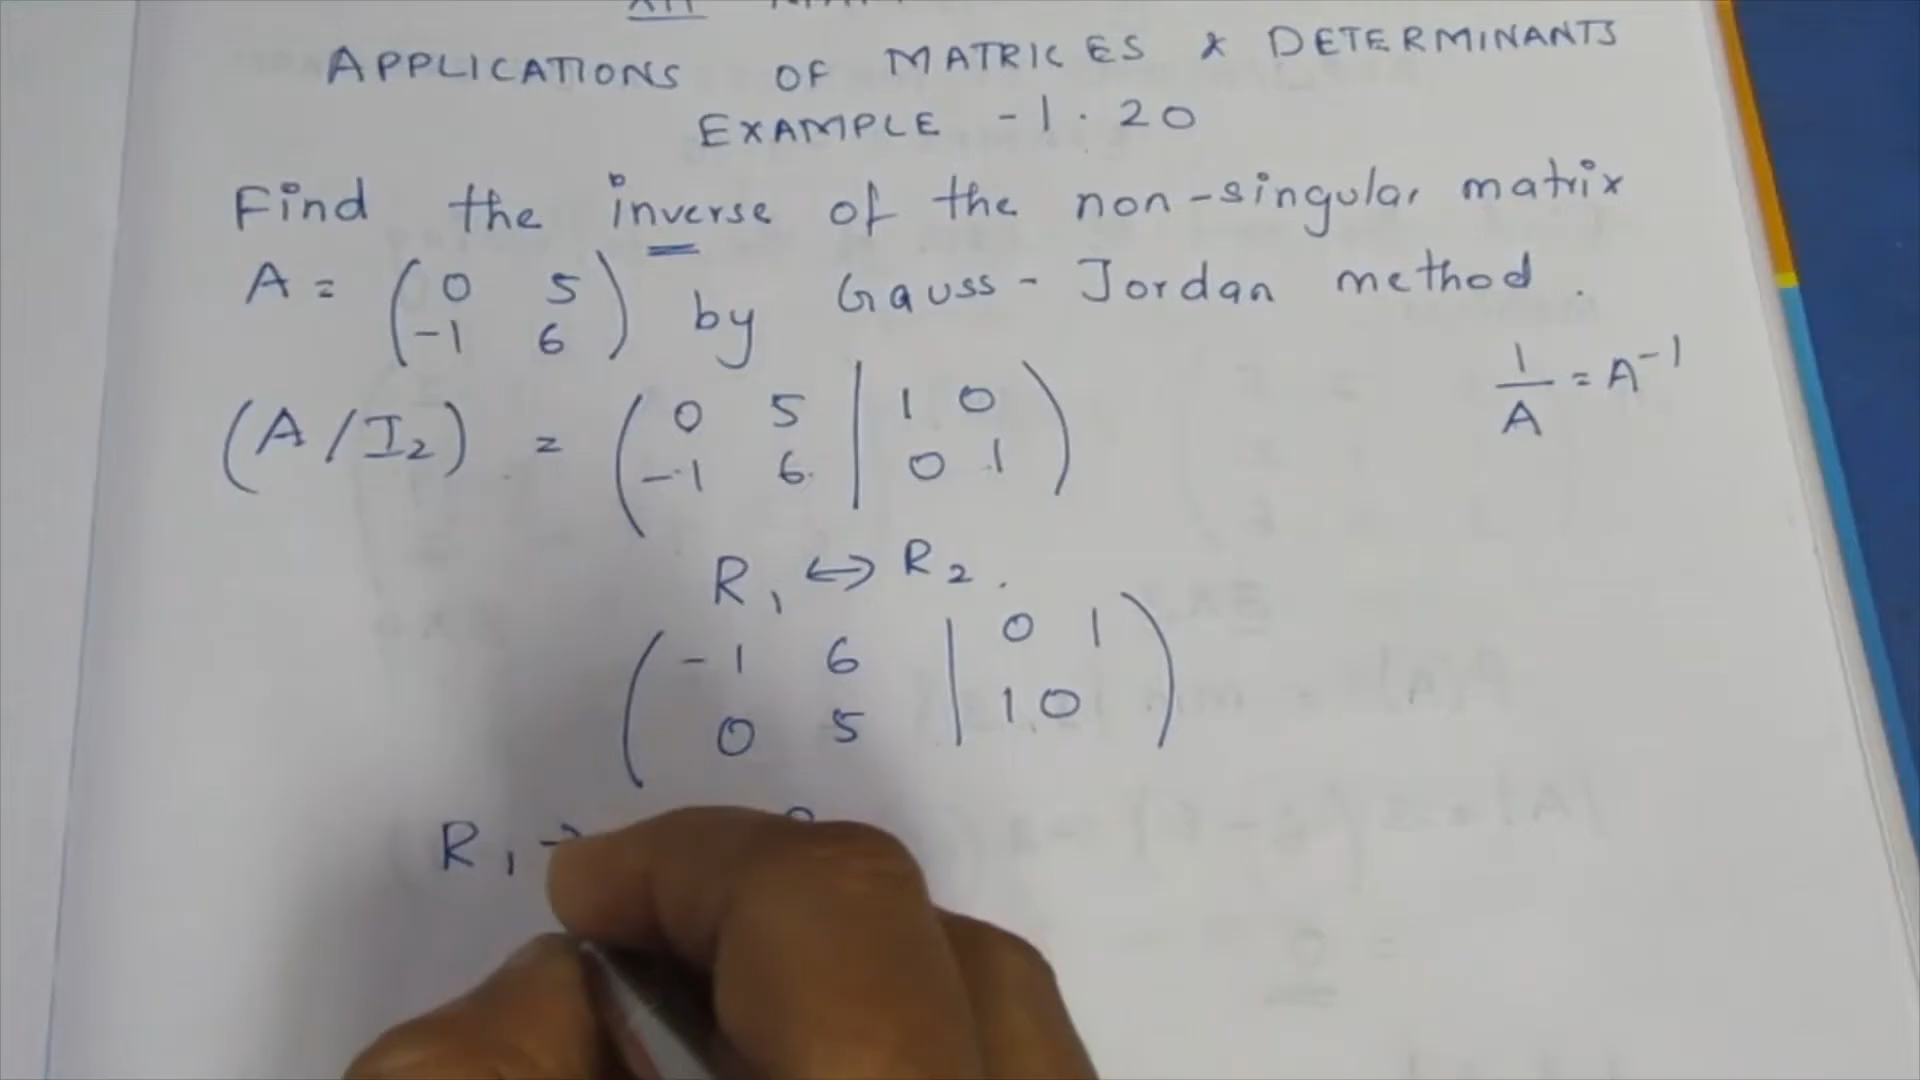 APPLICATIONS OF MATRICES & DETERMINANTS
EXAMPLE - 1.20
Find the inverse of the non-singular matrix
A = ( 0 5
-1 6 ) by Gauss - Jordan method.
1/A = A⁻¹
(A/I₂) = ( 0 5 | 1 0
-1 6 | 0 1 )
R₁ ↔ R₂.
( -1 6 | 0 1
0 5 | 1 0 )
R₁ →